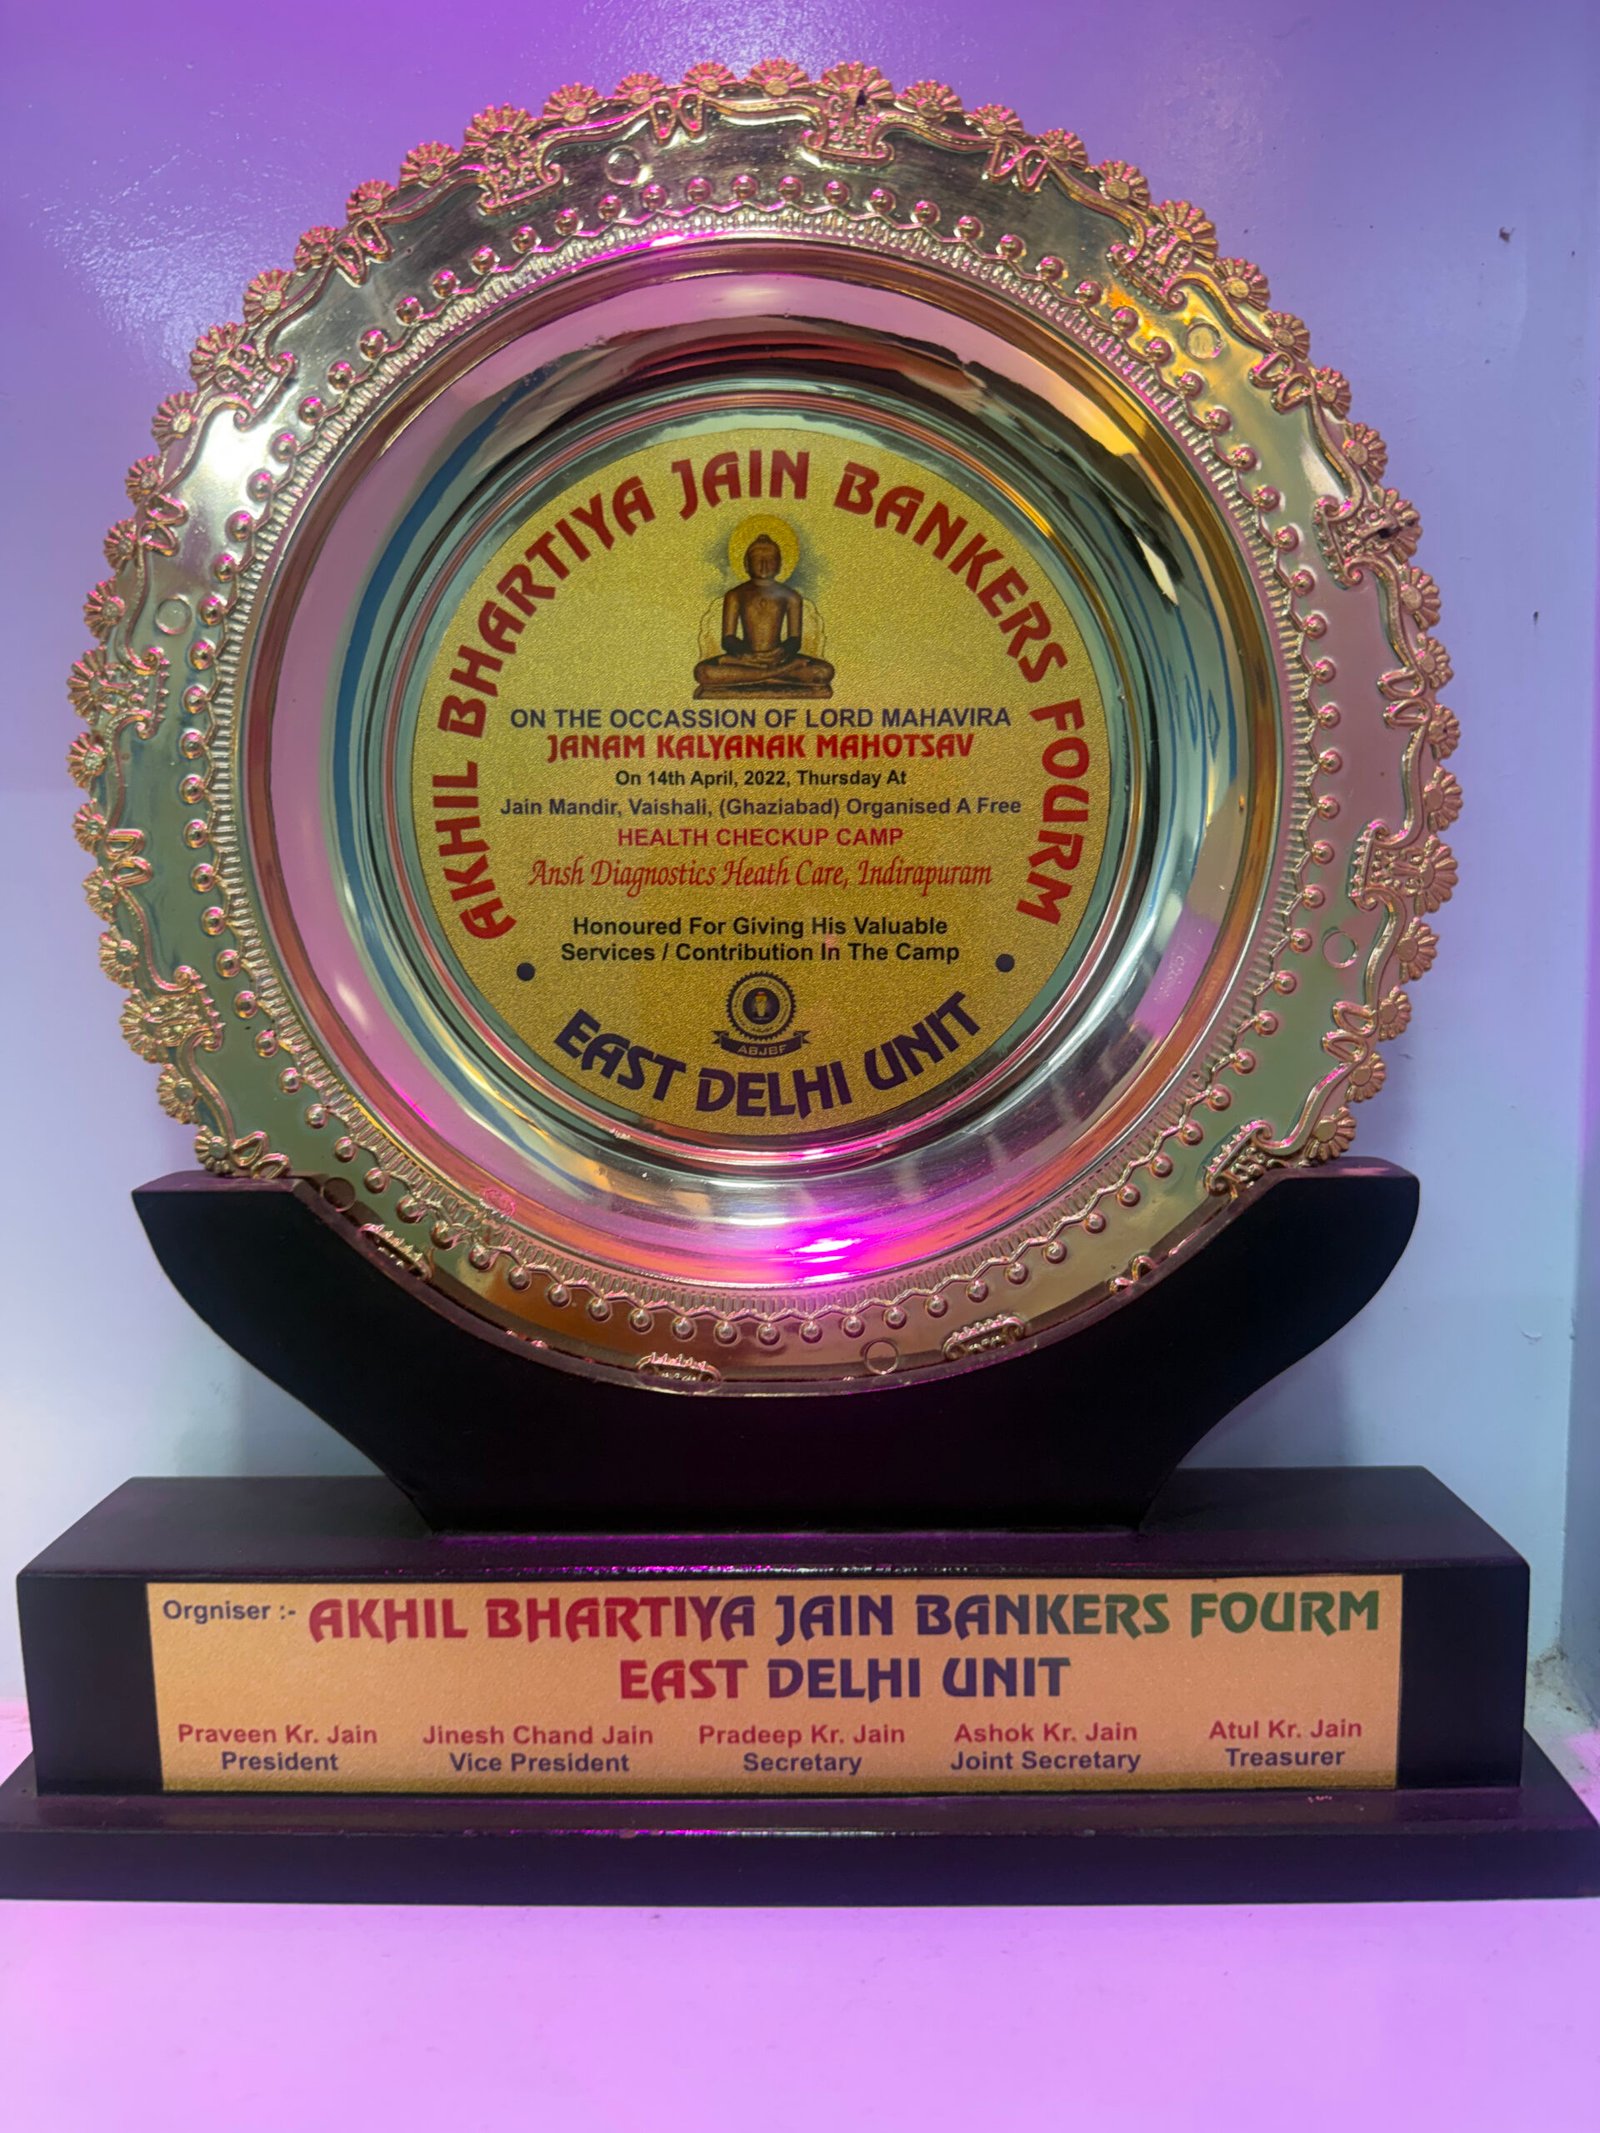 AKHIL BHARTIYA JAIN BANKERS FOURM
ON THE OCCASSION OF LORD MAHAVIRA
JANAM KALYANAK MAHOTSAV
On 14th April, 2022, Thursday At
Jain Mandir, Vaishali, (Ghaziabad) Organised A Free
HEALTH CHECKUP CAMP
Ansh Diagnostics Heath Care, Indirapuram
Honoured For Giving His Valuable
Services / Contribution In The Camp
ABJBF
EAST DELHI UNIT
Orgniser :- AKHIL BHARTIYA JAIN BANKERS FOURM
EAST DELHI UNIT
Praveen Kr. Jain Jinesh Chand Jain Pradeep Kr. Jain Ashok Kr. Jain Atul Kr. Jain
President Vice President Secretary Joint Secretary Treasurer